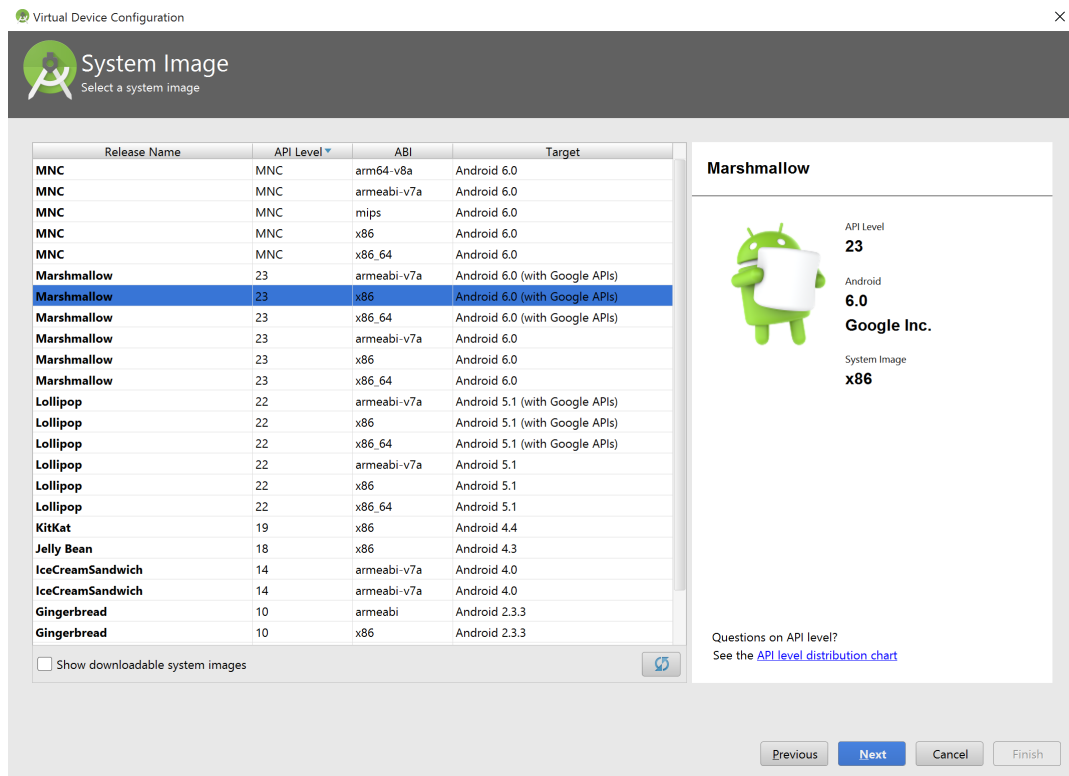 Virtual Device Configuration
System Image
Select a system image
Release Name API Level ABI Target
MNC MNC arm64-v8a Android 6.0
MNC MNC armeabi-v7a Android 6.0
MNC MNC mips Android 6.0
MNC MNC x86 Android 6.0
MNC MNC x86_64 Android 6.0
Marshmallow 23 armeabi-v7a Android 6.0 (with Google APIs)
Marshmallow 23 x86 Android 6.0 (with Google APIs)
Marshmallow 23 x86_64 Android 6.0 (with Google APIs)
Marshmallow 23 armeabi-v7a Android 6.0
Marshmallow 23 x86 Android 6.0
Marshmallow 23 x86_64 Android 6.0
Lollipop 22 armeabi-v7a Android 5.1 (with Google APIs)
Lollipop 22 x86 Android 5.1 (with Google APIs)
Lollipop 22 x86_64 Android 5.1 (with Google APIs)
Lollipop 22 armeabi-v7a Android 5.1
Lollipop 22 x86 Android 5.1
Lollipop 22 x86_64 Android 5.1
KitKat 19 x86 Android 4.4
Jelly Bean 18 x86 Android 4.3
IceCreamSandwich 14 armeabi-v7a Android 4.0
IceCreamSandwich 14 armeabi-v7a Android 4.0
Gingerbread 10 armeabi Android 2.3.3
Gingerbread 10 x86 Android 2.3.3
Show downloadable system images
Marshmallow
API Level
23
Android
6.0
Google Inc.
System Image
x86
Questions on API level?
See the API level distribution chart
Previous Next Cancel Finish